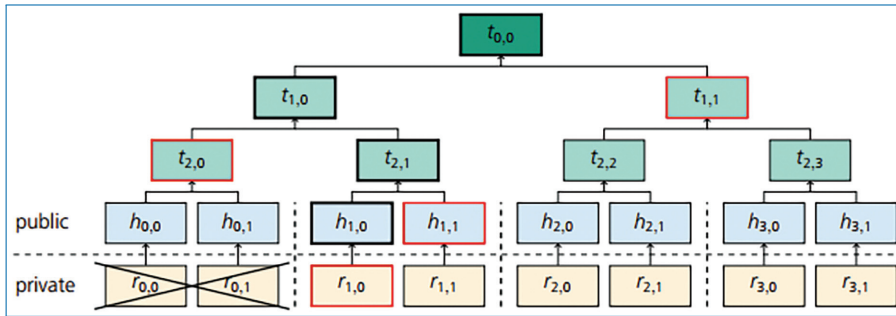 t0,0
t1,0 t1,1
t2,0 t2,1 t2,2 t2,3
public h0,0 h0,1 h1,0 h1,1 h2,0 h2,1 h3,0 h3,1
private r0,0 r0,1 r1,0 r1,1 r2,0 r2,1 r3,0 r3,1